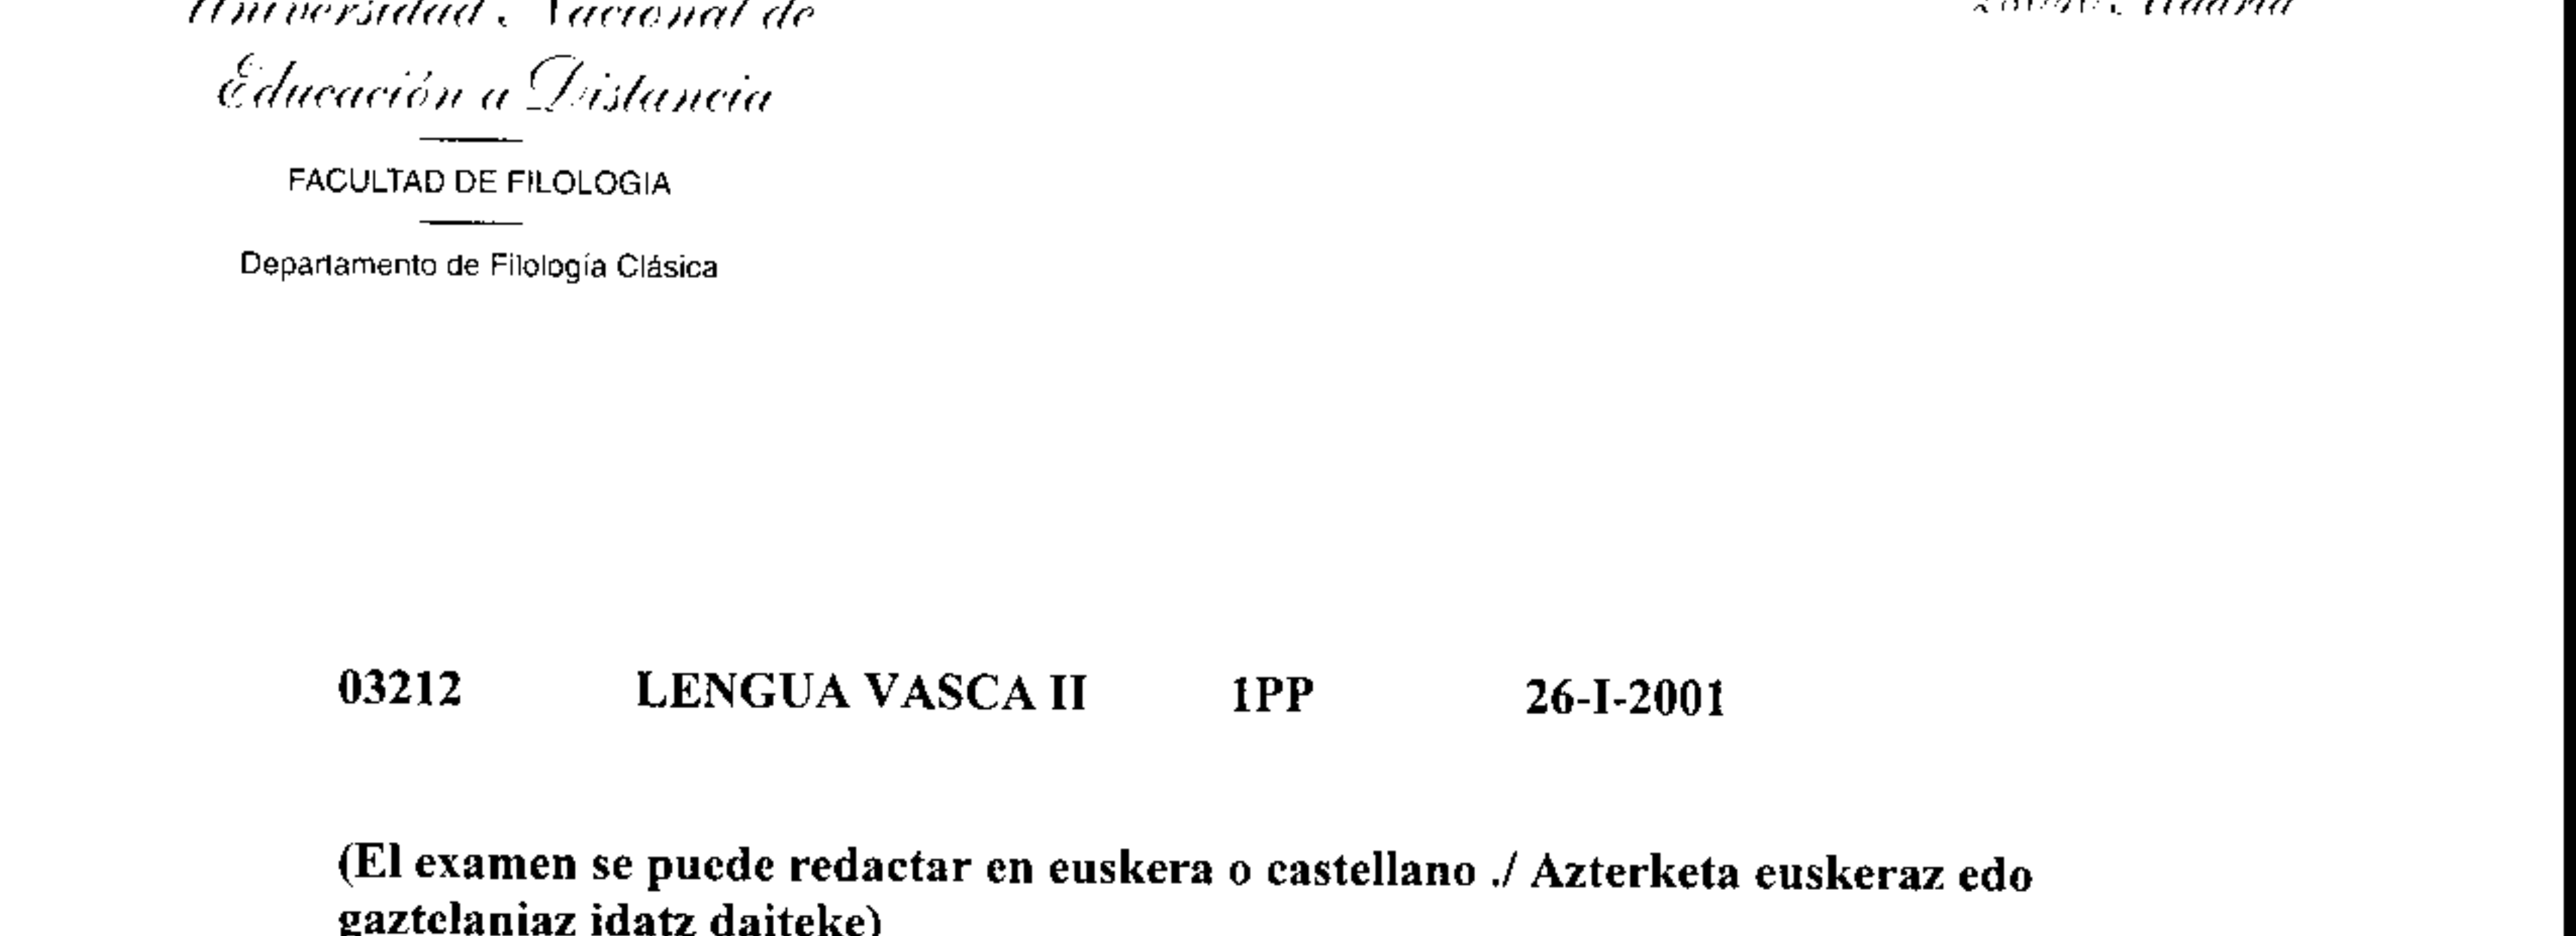 Universidad Nacional de
Educación a Distancia
FACULTAD DE FILOLOGIA
Departamento de Filología Clásica
03212 LENGUA VASCA II 1PP 26-I-2001
(El examen se puede redactar en euskera o castellano ./ Azterketa euskeraz edo
gaztelaniaz idatz daiteke)